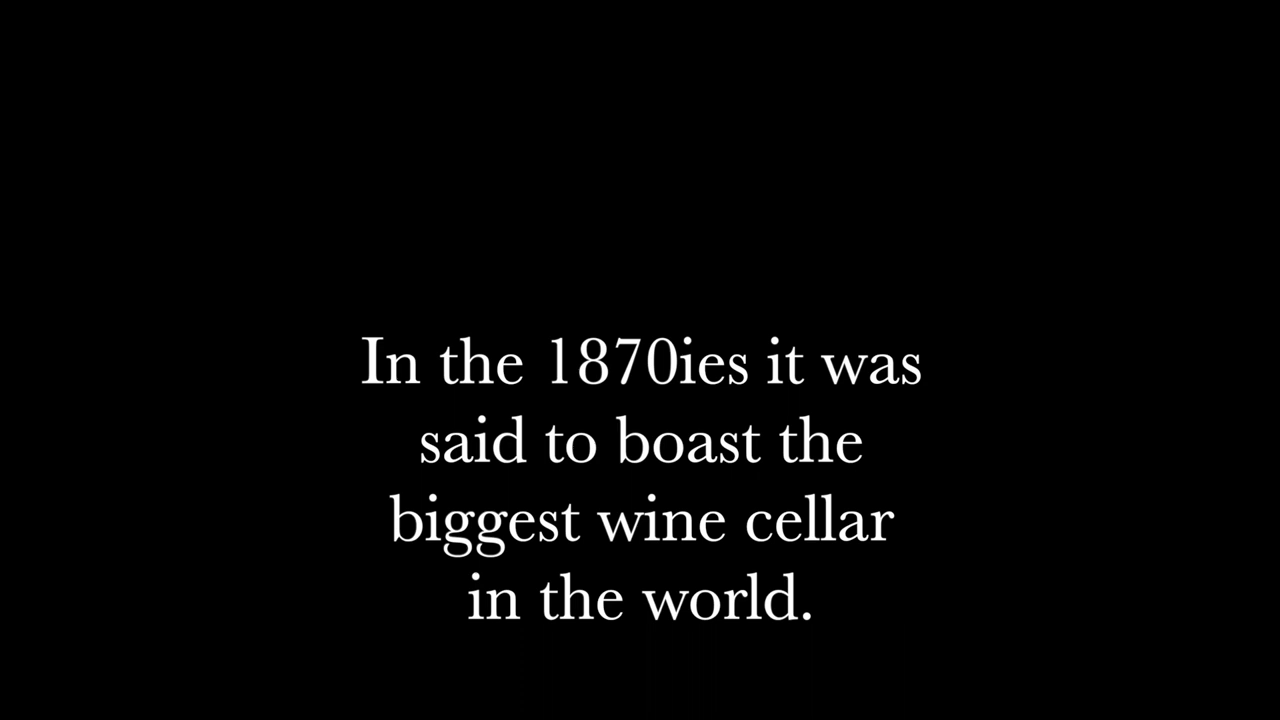 In the 1870ies it was
said to boast the
biggest wine cellar
in the world.